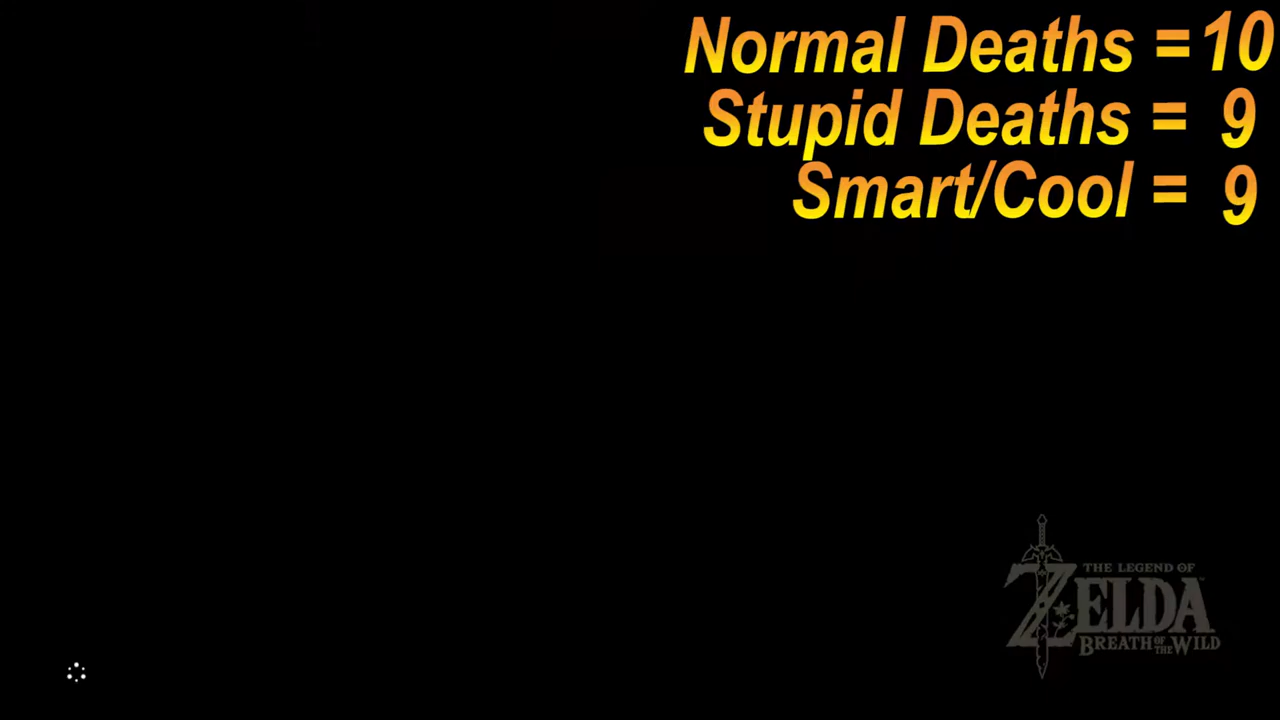 Normal Deaths = 10
Stupid Deaths = 9
Smart/Cool = 9
THE LEGEND OF
ZELDA
BREATH OF THE WILD